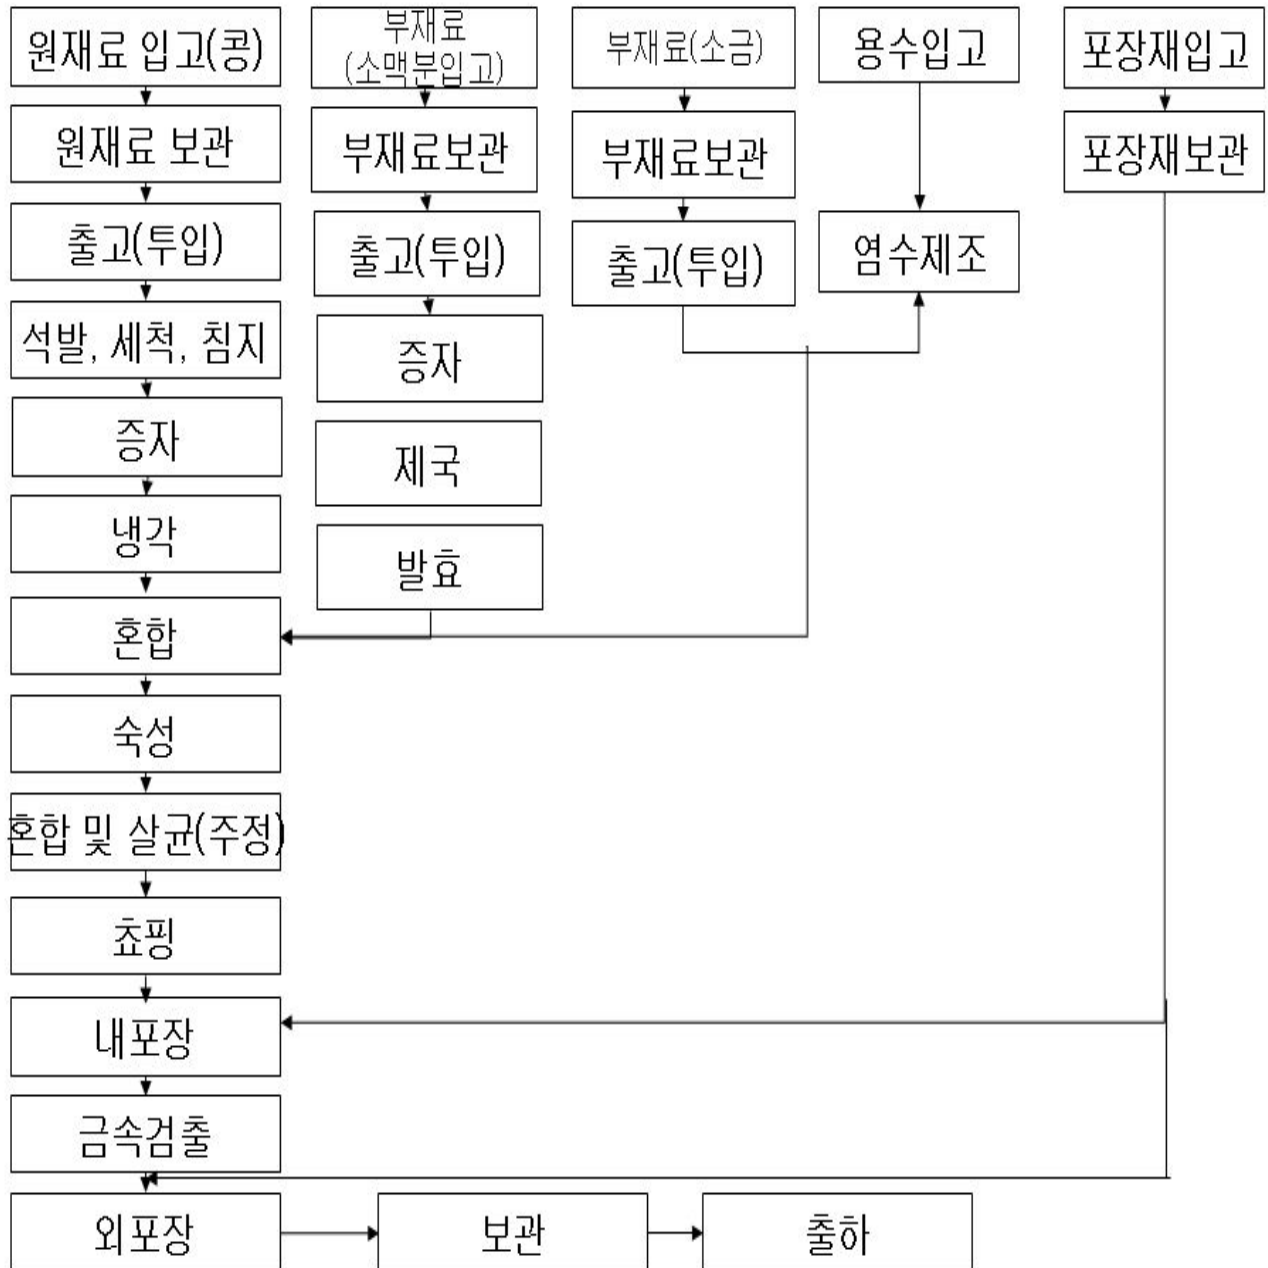 원재료 입고(콩)
원재료 보관
출고(투입)
석발, 세척, 침지
증자
냉각
혼합
숙성
혼합 및 살균(주정)
쵸핑
내포장
금속검출
외포장
보관
출하
부재료
(소맥분입고)
부재료보관
출고(투입)
증자
제국
발효
부재료(소금)
부재료보관
출고(투입)
용수입고
염수제조
포장재입고
포장재보관